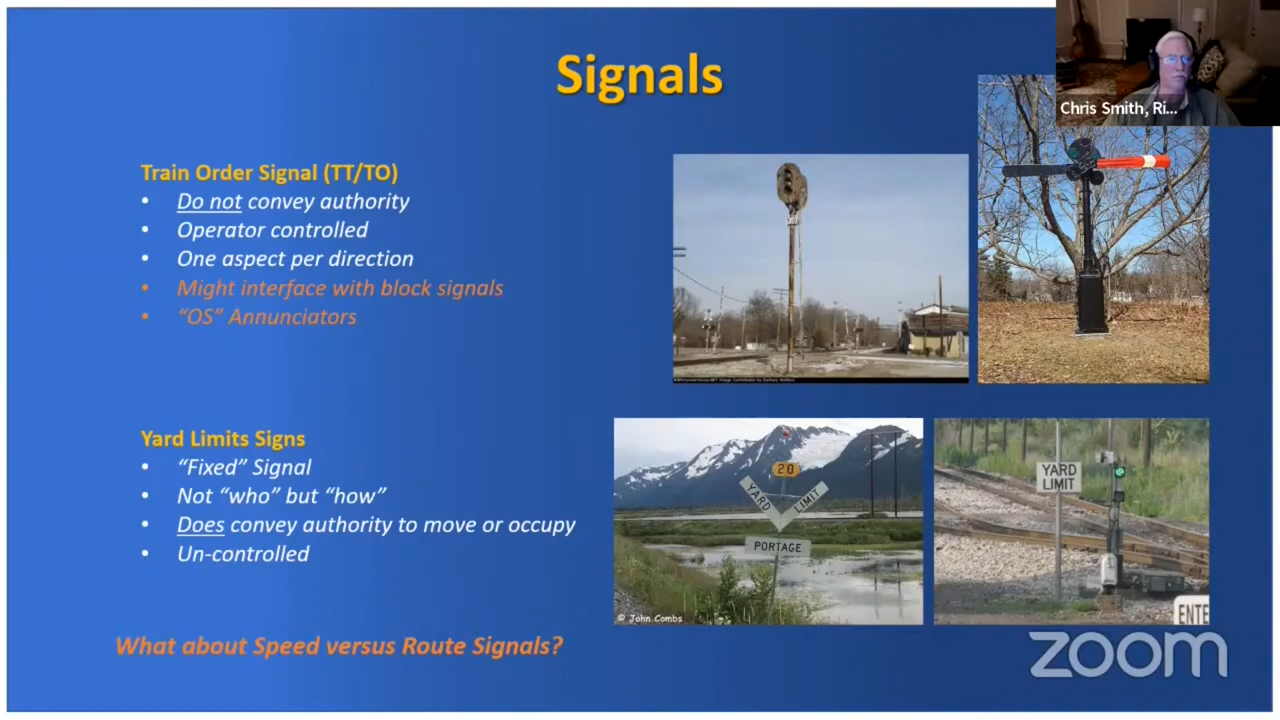 Signals
Chris Smith, Ri...
Train Order Signal (TT/TO)
• Do not convey authority
• Operator controlled
• One aspect per direction
• Might interface with block signals
• “OS” Annunciators
Yard Limits Signs
• “Fixed” Signal
• Not “who” but “how”
• Does convey authority to move or occupy
• Un-controlled
20
YARD LIMIT
PORTAGE
© John Combs
YARD
LIMIT
ENTE
What about Speed versus Route Signals?
zoom